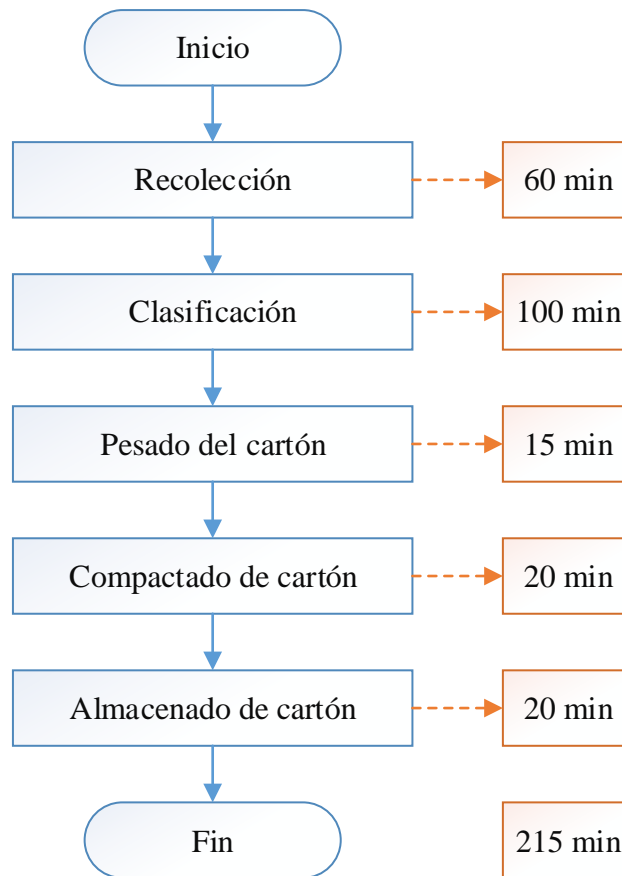 Inicio
Recolección
60 min
Clasificación
100 min
Pesado del cartón
15 min
Compactado de cartón
20 min
Almacenado de cartón
20 min
Fin
215 min